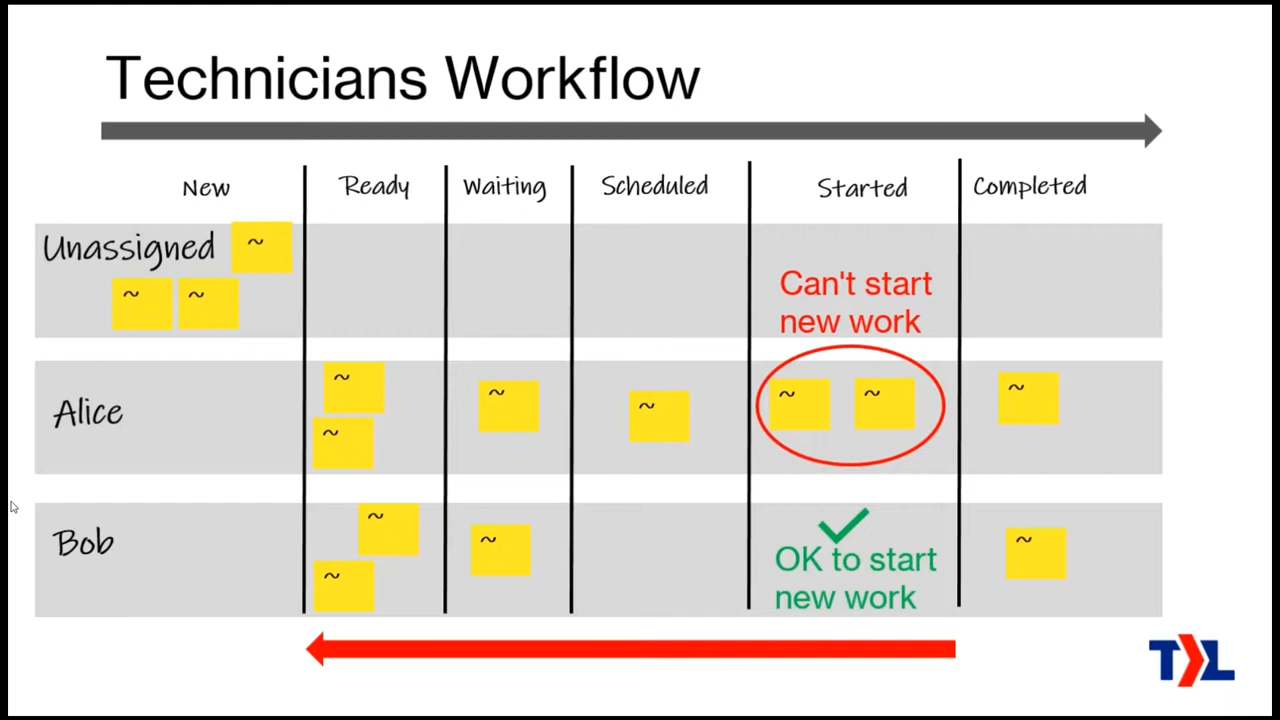 Technicians Workflow
New Ready Waiting Scheduled Started Completed
Unassigned ~
~ ~
Can't start
new work
~
~ ~ ~ ~ ~
Alice
~
~
Bob ~ ~
~
OK to start
new work
TXL